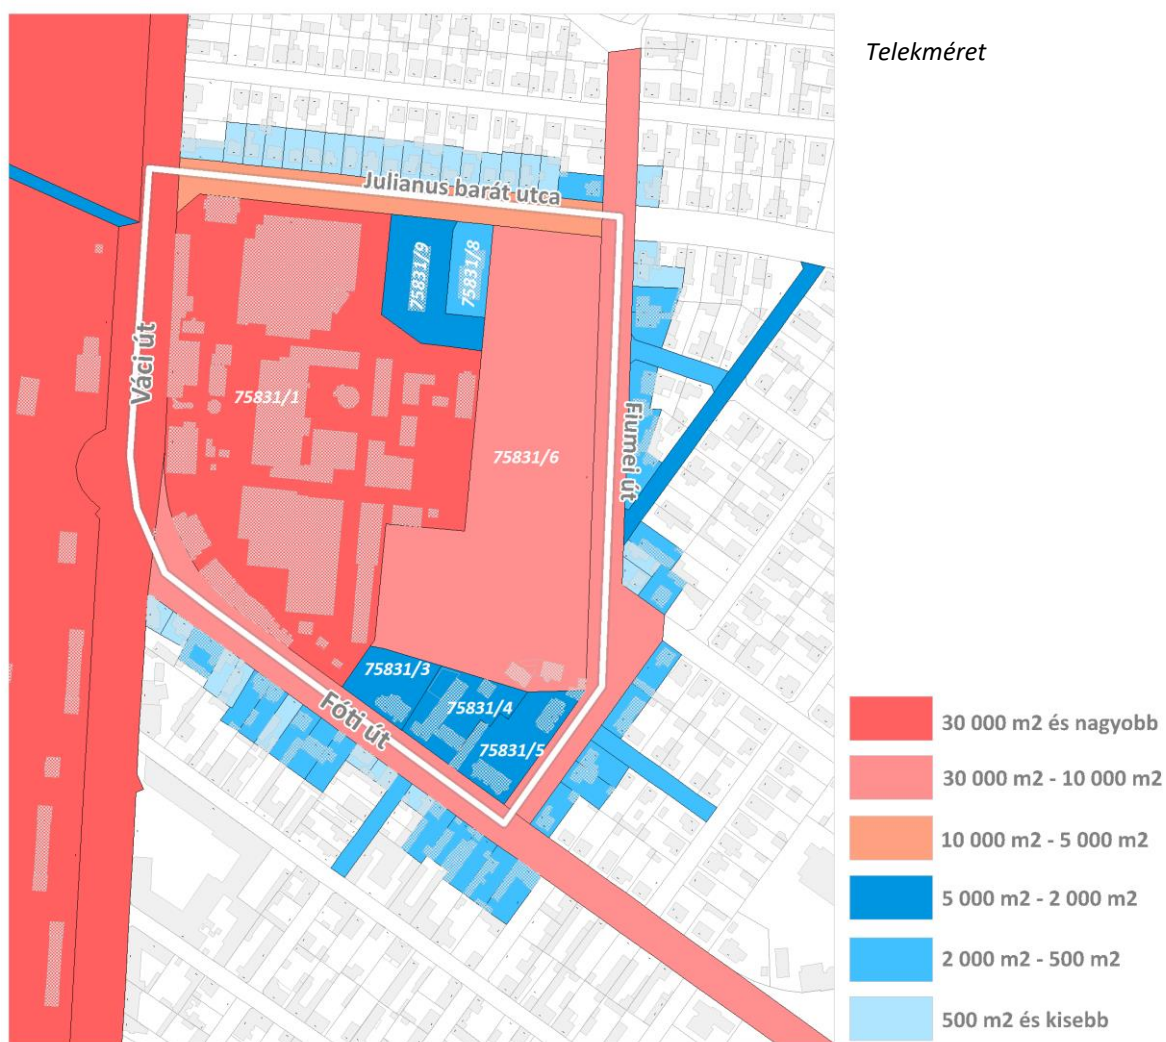 Telekméret
Julianus barát utca
75831/9
75831/8
Váci út
75831/1
Fiumei út
75831/6
75831/3
75831/4
Fóti út
75831/5
30 000 m2 és nagyobb
30 000 m2 - 10 000 m2
10 000 m2 - 5 000 m2
5 000 m2 - 2 000 m2
2 000 m2 - 500 m2
500 m2 és kisebb